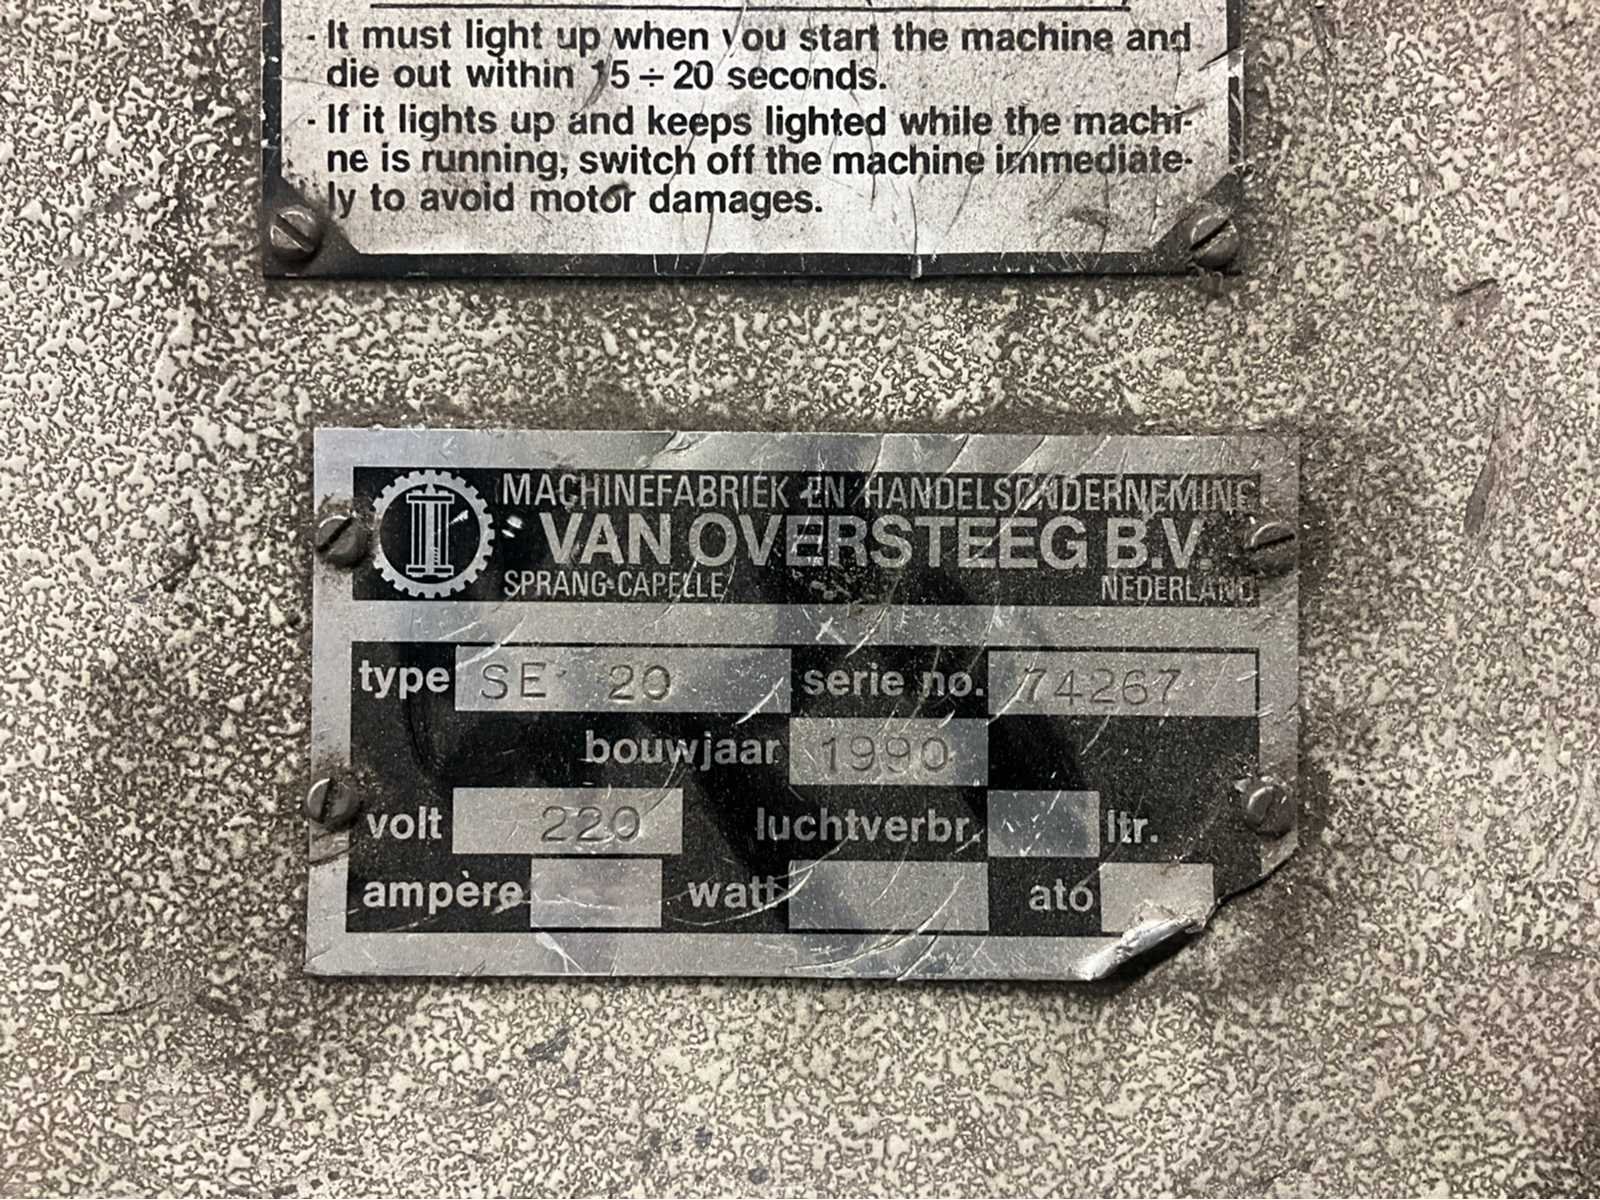 - It must light up when you start the machine and
die out within 15 ÷ 20 seconds.
- If it lights up and keeps lighted while the machi-
ne is running, switch off the machine immediate-
ly to avoid motor damages.
MACHINEFABRIEK EN HANDELSONDERNEMING
VAN OVERSTEEG B.V.
SPRANG-CAPELLE NEDERLAND
type SE 20 serie no. 74267
bouwjaar 1990
volt 220 luchtverbr. ltr.
ampère watt ato